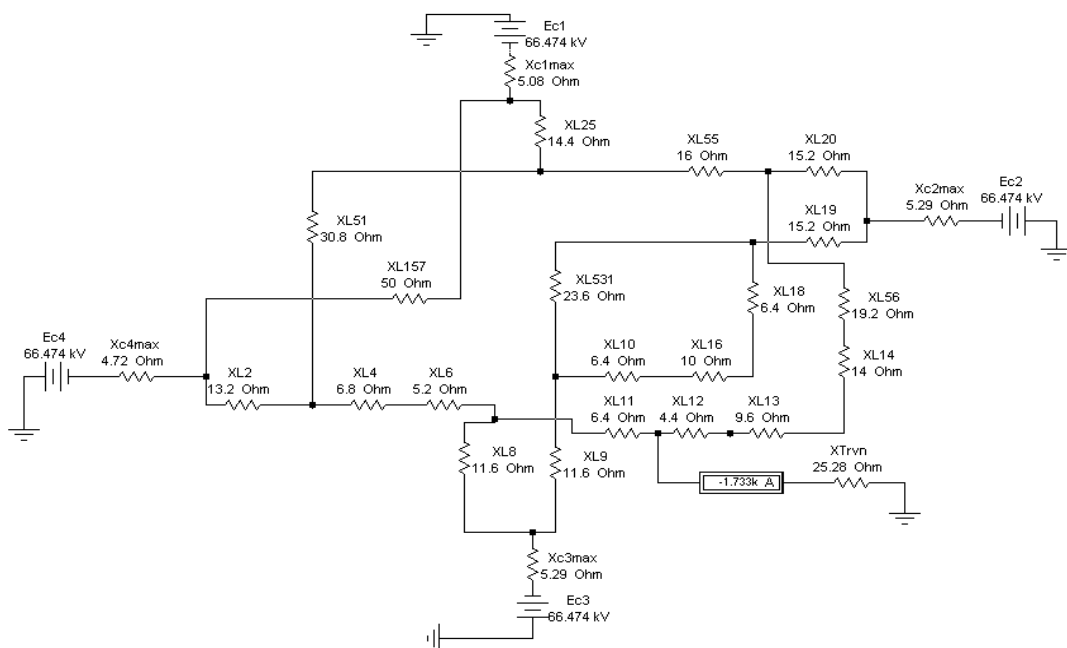 Ec1
66.474 kV
Xc1max
5.08 Ohm
XL25
14.4 Ohm
XL55
16 Ohm
XL20
15.2 Ohm
Xc2max
5.29 Ohm
Ec2
66.474 kV
XL19
15.2 Ohm
XL51
30.8 Ohm
XL157
50 Ohm
XL531
23.6 Ohm
XL18
6.4 Ohm
XL56
19.2 Ohm
Ec4
66.474 kV
Xc4max
4.72 Ohm
XL10
6.4 Ohm
XL16
10 Ohm
XL14
14 Ohm
XL2
13.2 Ohm
XL4
6.8 Ohm
XL6
5.2 Ohm
XL11
6.4 Ohm
XL12
4.4 Ohm
XL13
9.6 Ohm
XL8
11.6 Ohm
XL9
11.6 Ohm
XTrvn
25.28 Ohm
-1.733k A
Xc3max
5.29 Ohm
Ec3
66.474 kV